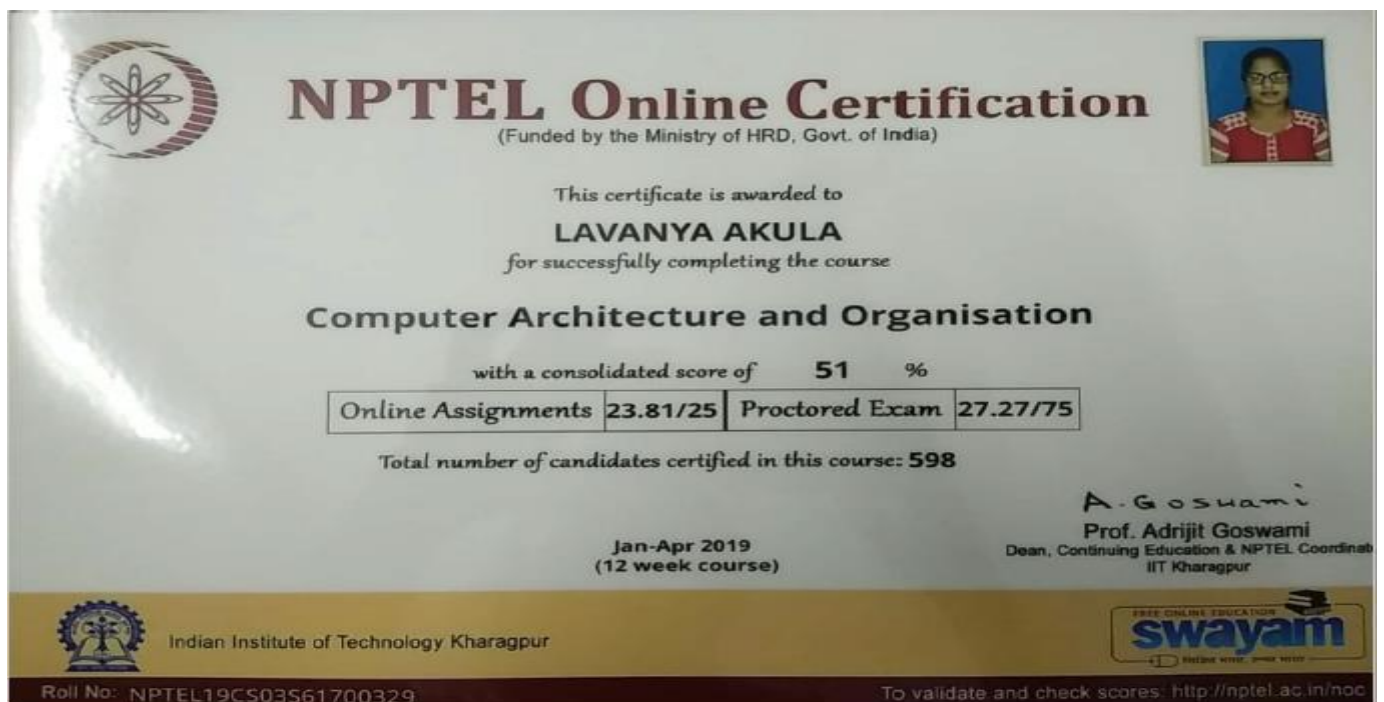 NPTEL Online Certification
(Funded by the Ministry of HRD, Govt. of India)
This certificate is awarded to
LAVANYA AKULA
for successfully completing the course
Computer Architecture and Organisation
with a consolidated score of 51 %
Online Assignments 23.81/25 Proctored Exam 27.27/75
Total number of candidates certified in this course: 598
A. Goswami
Prof. Adrijit Goswami
Dean, Continuing Education & NPTEL Coordinat
IIT Kharagpur
Jan-Apr 2019
(12 week course)
Indian Institute of Technology Kharagpur
FREE ONLINE EDUCATION
swayam
Roll No: NPTEL19CS03S61700329
To validate and check scores: http://nptel.ac.in/noc